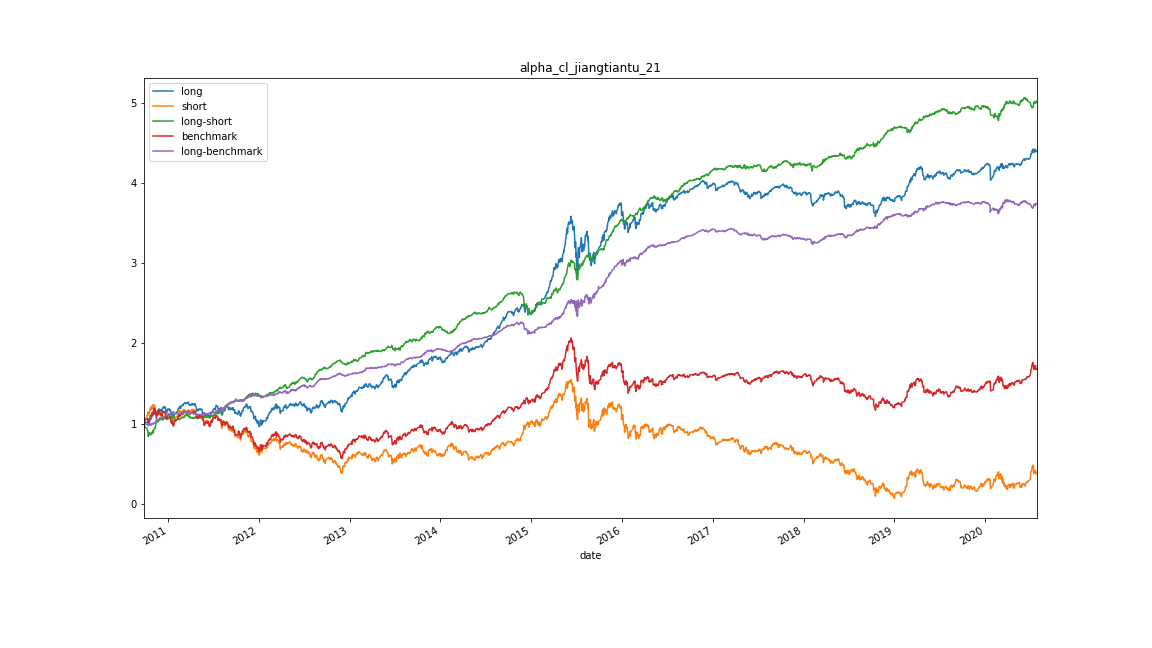 alpha_cl_jiangtiantu_21
long
short
long-short
benchmark
long-benchmark
5
4
3
2
1
0
2011 2012 2013 2014 2015 2016 2017 2018 2019 2020
date